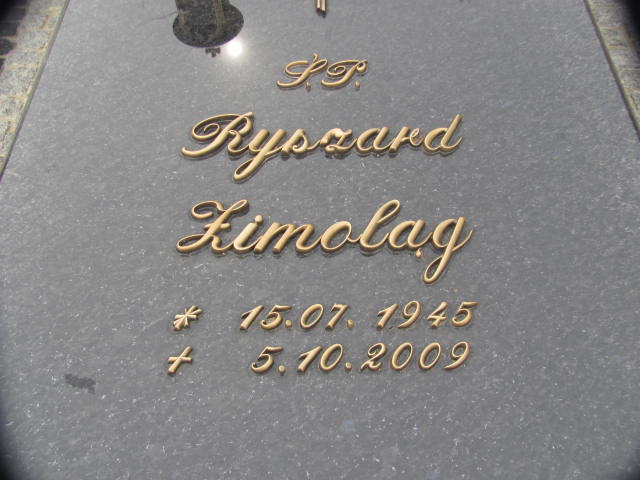 Ś.P.
Ryszard
Zimoląg
* 15.07.1945
+ 5.10.2009